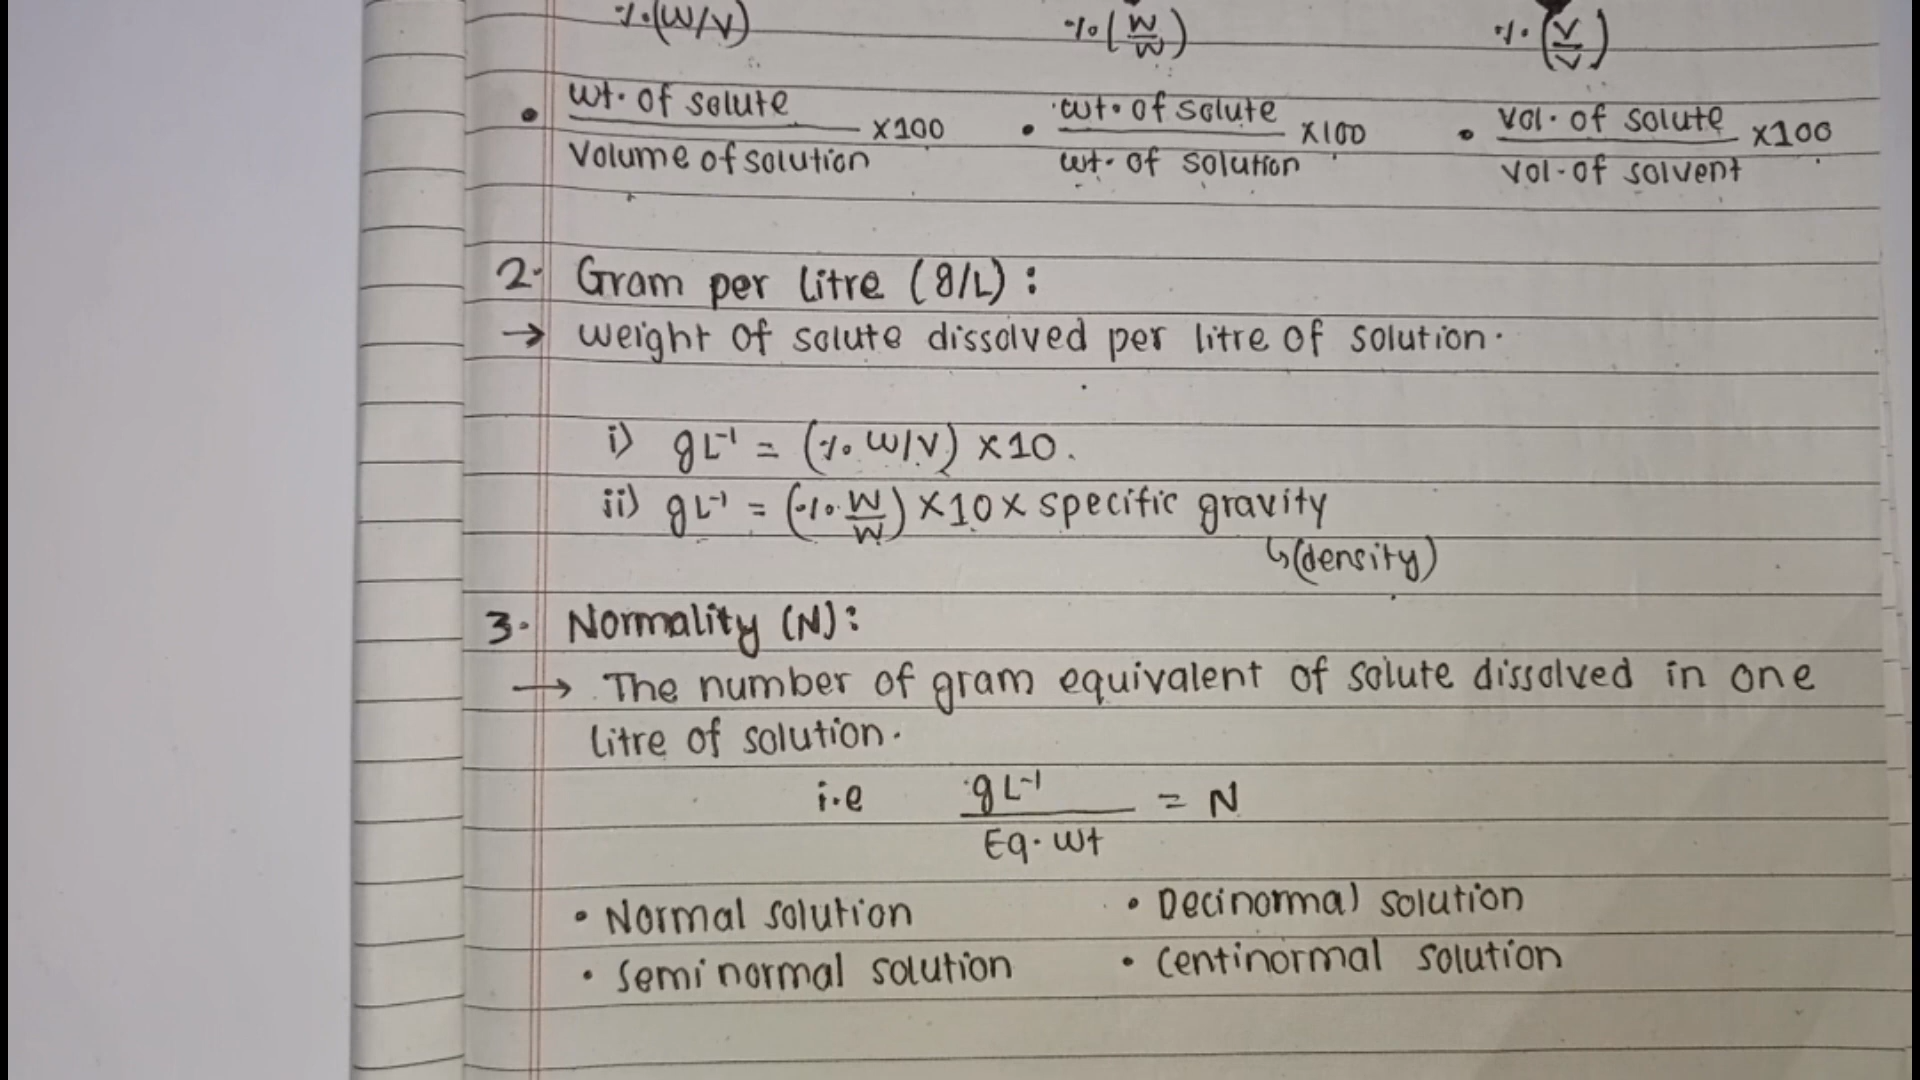 %(W/V) %(W/W) %(V/V)
• wt. of solute / Volume of solution ×100 • wt. of solute / wt. of solution ×100 • vol. of solute / vol. of solvent ×100
2. Gram per litre (g/L) :
→ weight of solute dissolved per litre of solution.
i) gL⁻¹ = (% W/V) ×10.
ii) gL⁻¹ = (% W/W) ×10× specific gravity
↳(density)
3. Normality (N):
→ The number of gram equivalent of solute dissolved in one
litre of solution.
i.e gL⁻¹ / Eq. wt = N
• Normal solution • Decinormal solution
• Semi normal solution • Centinormal solution